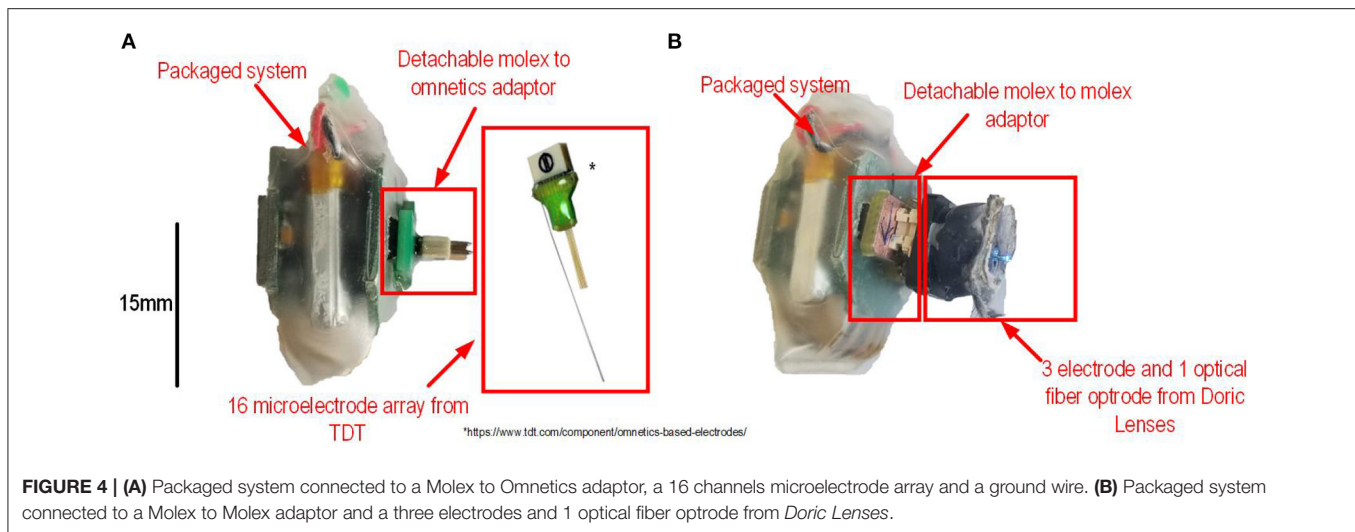 A
Packaged system
Detachable molex to
omnetics adaptor
*
15mm
16 microelectrode array from
TDT
*https://www.tdt.com/component/omnetics-based-electrodes/
B
Packaged system
Detachable molex to molex
adaptor
3 electrode and 1 optical
fiber optrode from Doric
Lenses
FIGURE 4 | (A) Packaged system connected to a Molex to Omnetics adaptor, a 16 channels microelectrode array and a ground wire. (B) Packaged system
connected to a Molex to Molex adaptor and a three electrodes and 1 optical fiber optrode from Doric Lenses.